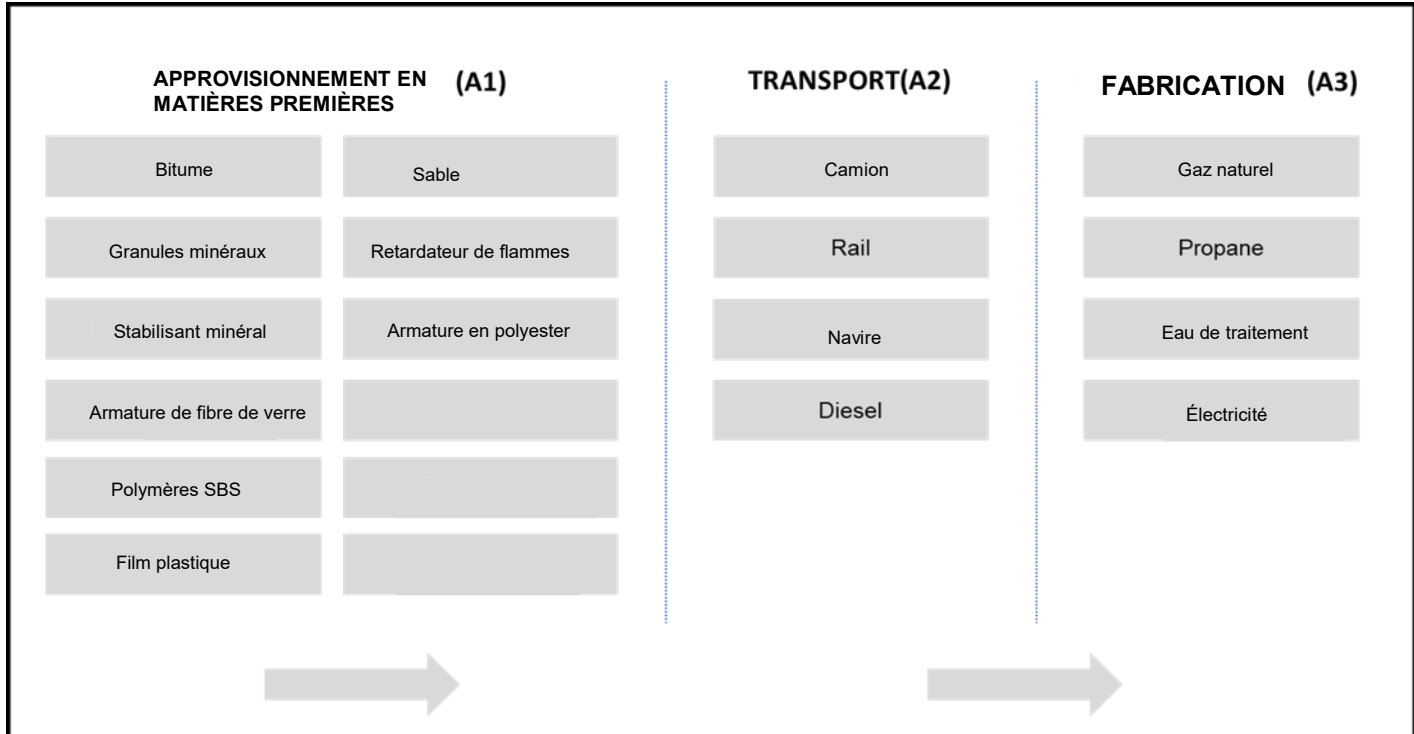 APPROVISIONNEMENT EN
MATIÈRES PREMIÈRES
(A1)
Bitume
Sable
Granules minéraux
Retardateur de flammes
Stabilisant minéral
Armature en polyester
Armature de fibre de verre
Polymères SBS
Film plastique
TRANSPORT(A2)
Camion
Rail
Navire
Diesel
FABRICATION (A3)
Gaz naturel
Propane
Eau de traitement
Électricité